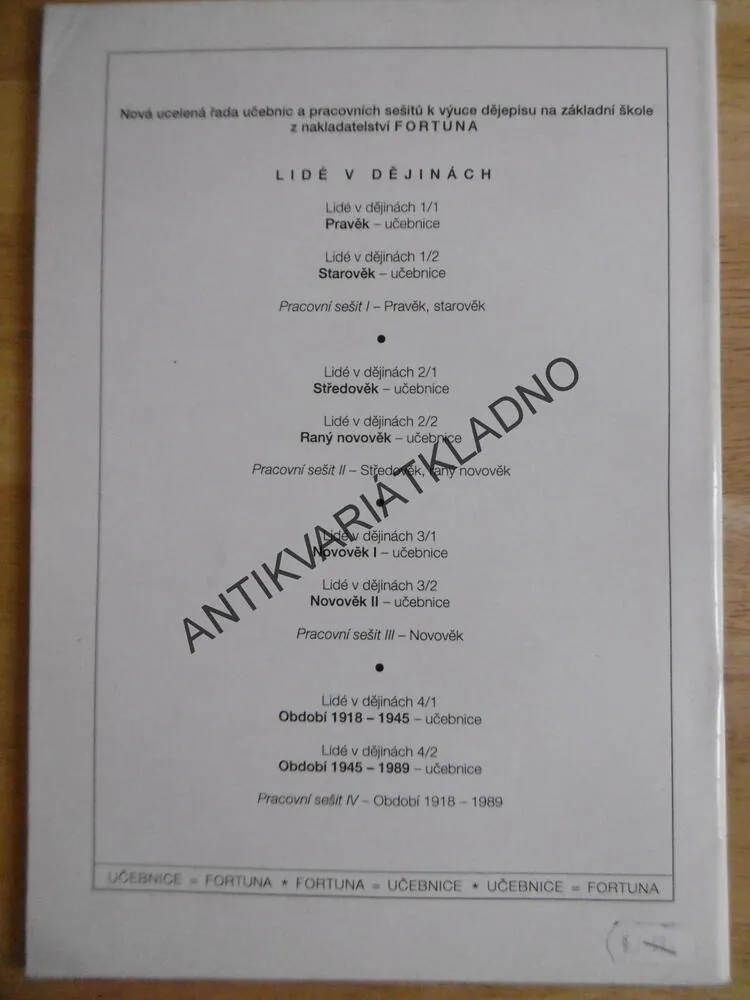 Nová ucelená řada učebnic a pracovních sešitů k výuce dějepisu na základní škole
z nakladatelství FORTUNA
LIDÉ V DĚJINÁCH
Lidé v dějinách 1/1
Pravěk – učebnice
Lidé v dějinách 1/2
Starověk – učebnice
Pracovní sešit I – Pravěk, starověk
●
Lidé v dějinách 2/1
Středověk – učebnice
Lidé v dějinách 2/2
Raný novověk – učebnice
Pracovní sešit II – Středověk, raný novověk
●
Lidé v dějinách 3/1
Novověk I – učebnice
Lidé v dějinách 3/2
Novověk II – učebnice
Pracovní sešit III – Novověk
●
Lidé v dějinách 4/1
Období 1918 – 1945 – učebnice
Lidé v dějinách 4/2
Období 1945 – 1989 – učebnice
Pracovní sešit IV – Období 1918 – 1989
UČEBNICE = FORTUNA * FORTUNA = UČEBNICE * UČEBNICE = FORTUNA
ANTIKVARIÁTKLADNO